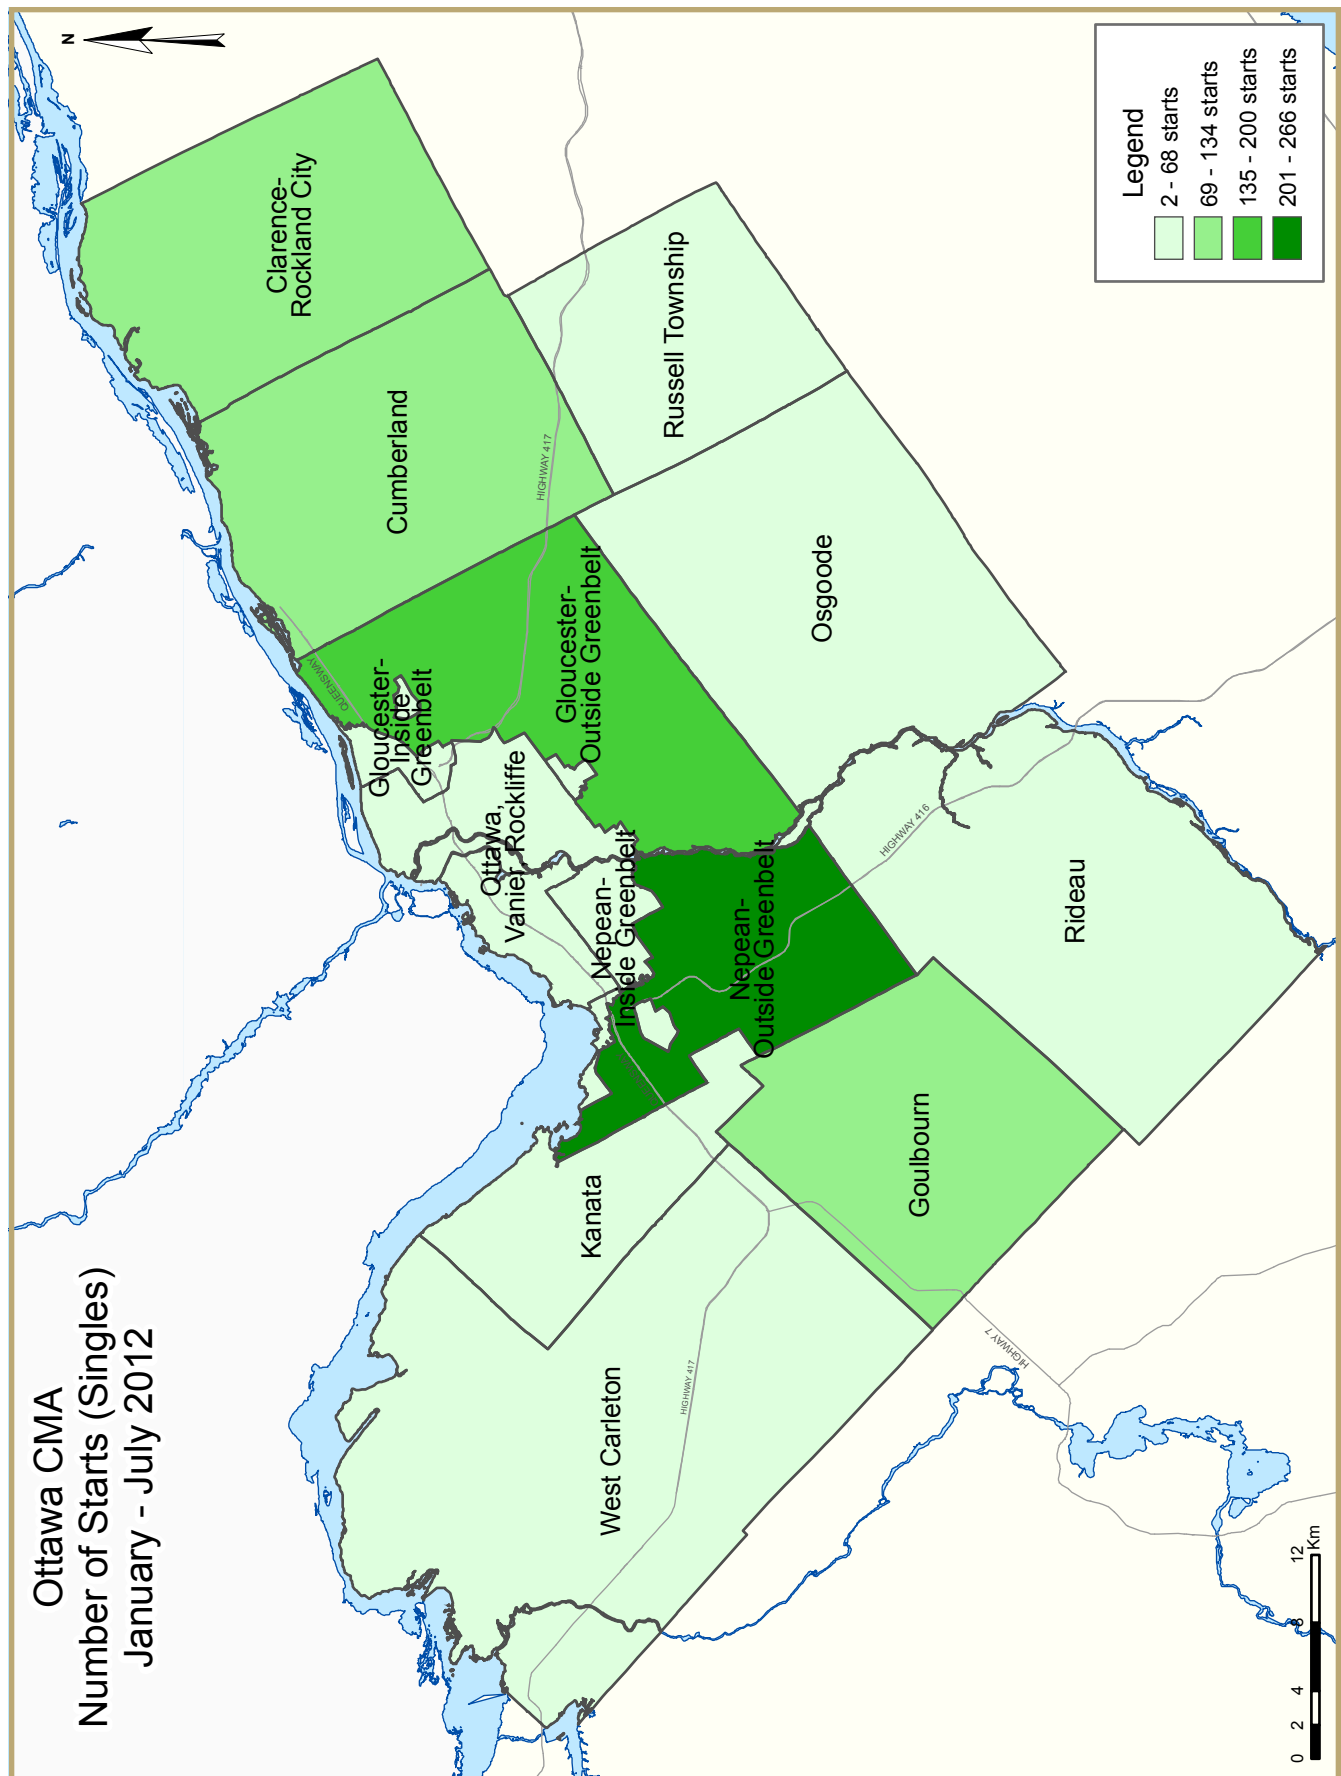 Ottawa CMA
Number of Starts (Singles)
January - July 2012
N
Clarence-
Rockland City
Cumberland
Russell Township
HIGHWAY 417
QUEENSWAY
Gloucester-
Inside
Greenbelt
Gloucester-
Outside Greenbelt
Osgoode
Ottawa,
Vanier, Rockliffe
Nepean-
Inside Greenbelt
Nepean-
Outside Greenbelt
HIGHWAY 416
Rideau
Kanata
Goulbourn
West Carleton
HIGHWAY 417
HIGHWAY 7
Legend
2 - 68 starts
69 - 134 starts
135 - 200 starts
201 - 266 starts
0 2 4 8 12
Km